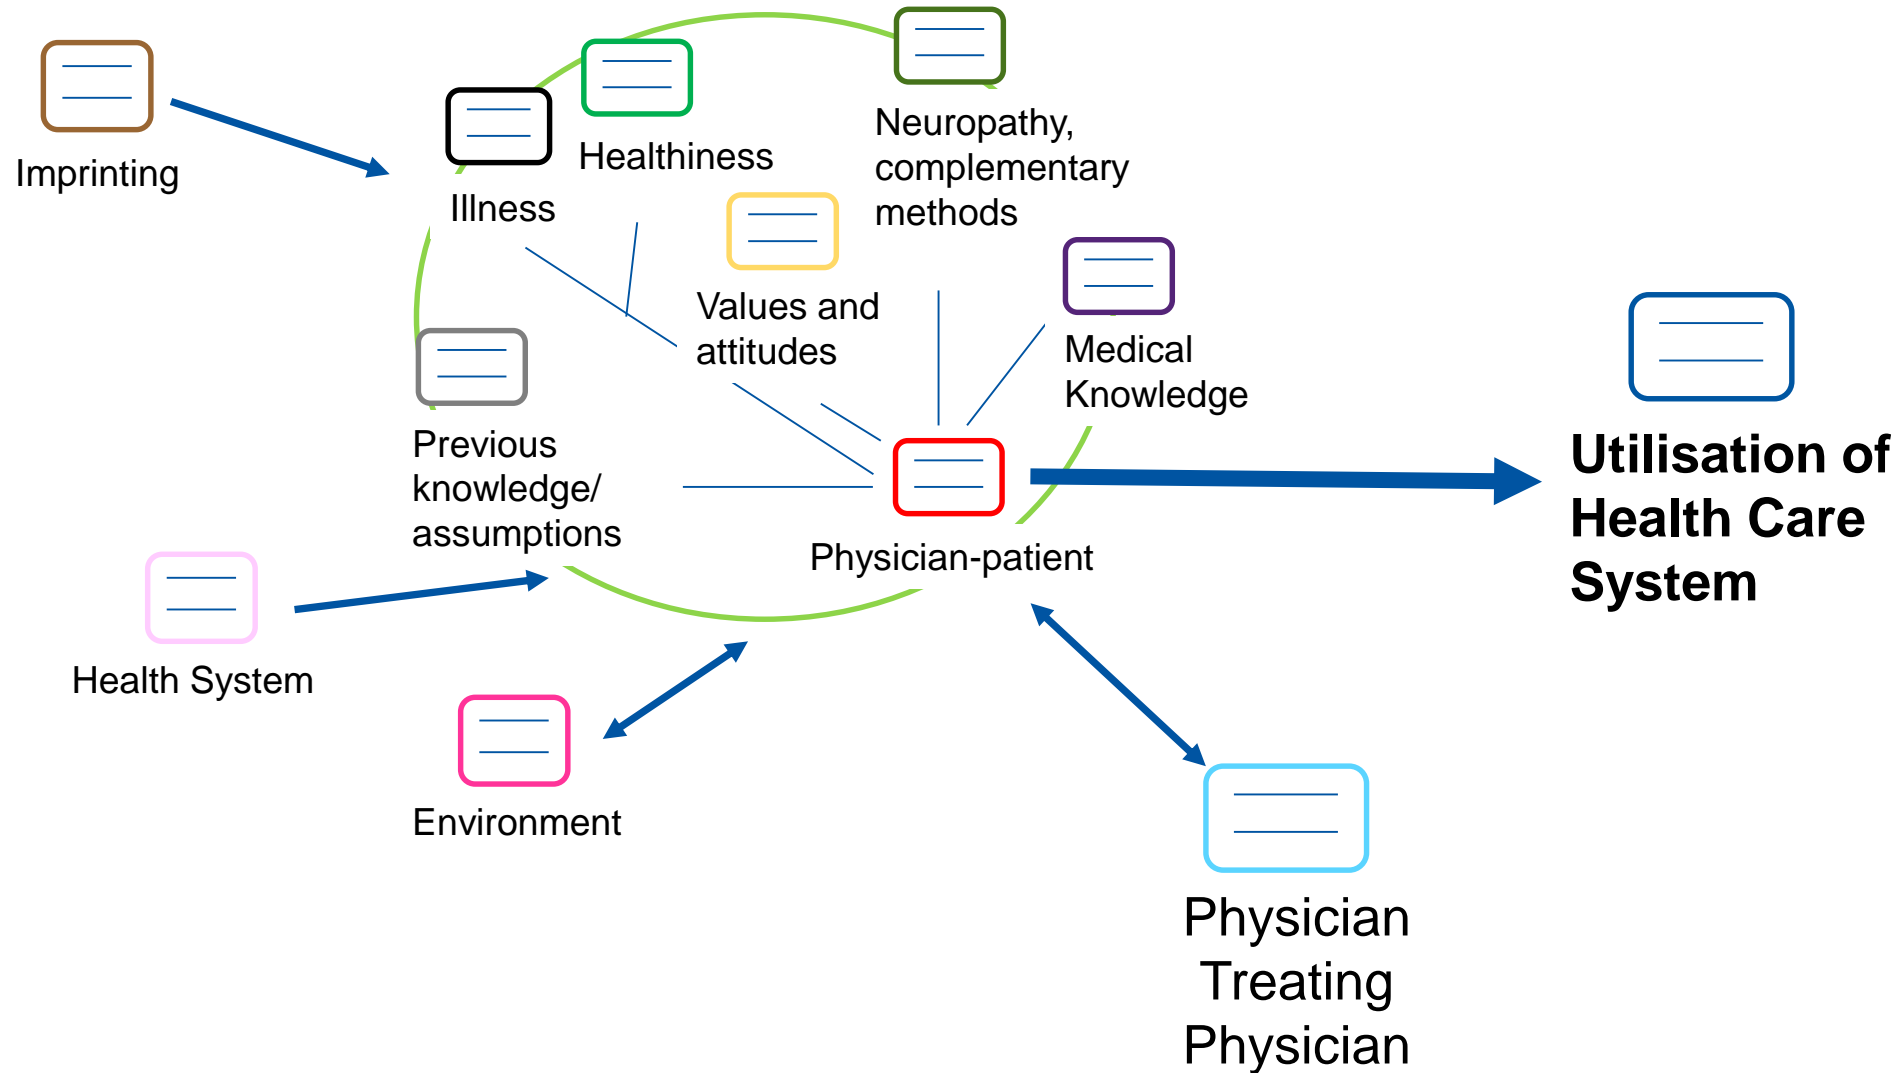 Imprinting
Illness
Healthiness
Neuropathy,
complementary
methods
Values and
attitudes
Medical
Knowledge
Previous
knowledge/
assumptions
Physician-patient
Utilisation of
Health Care
System
Health System
Environment
Physician
Treating
Physician